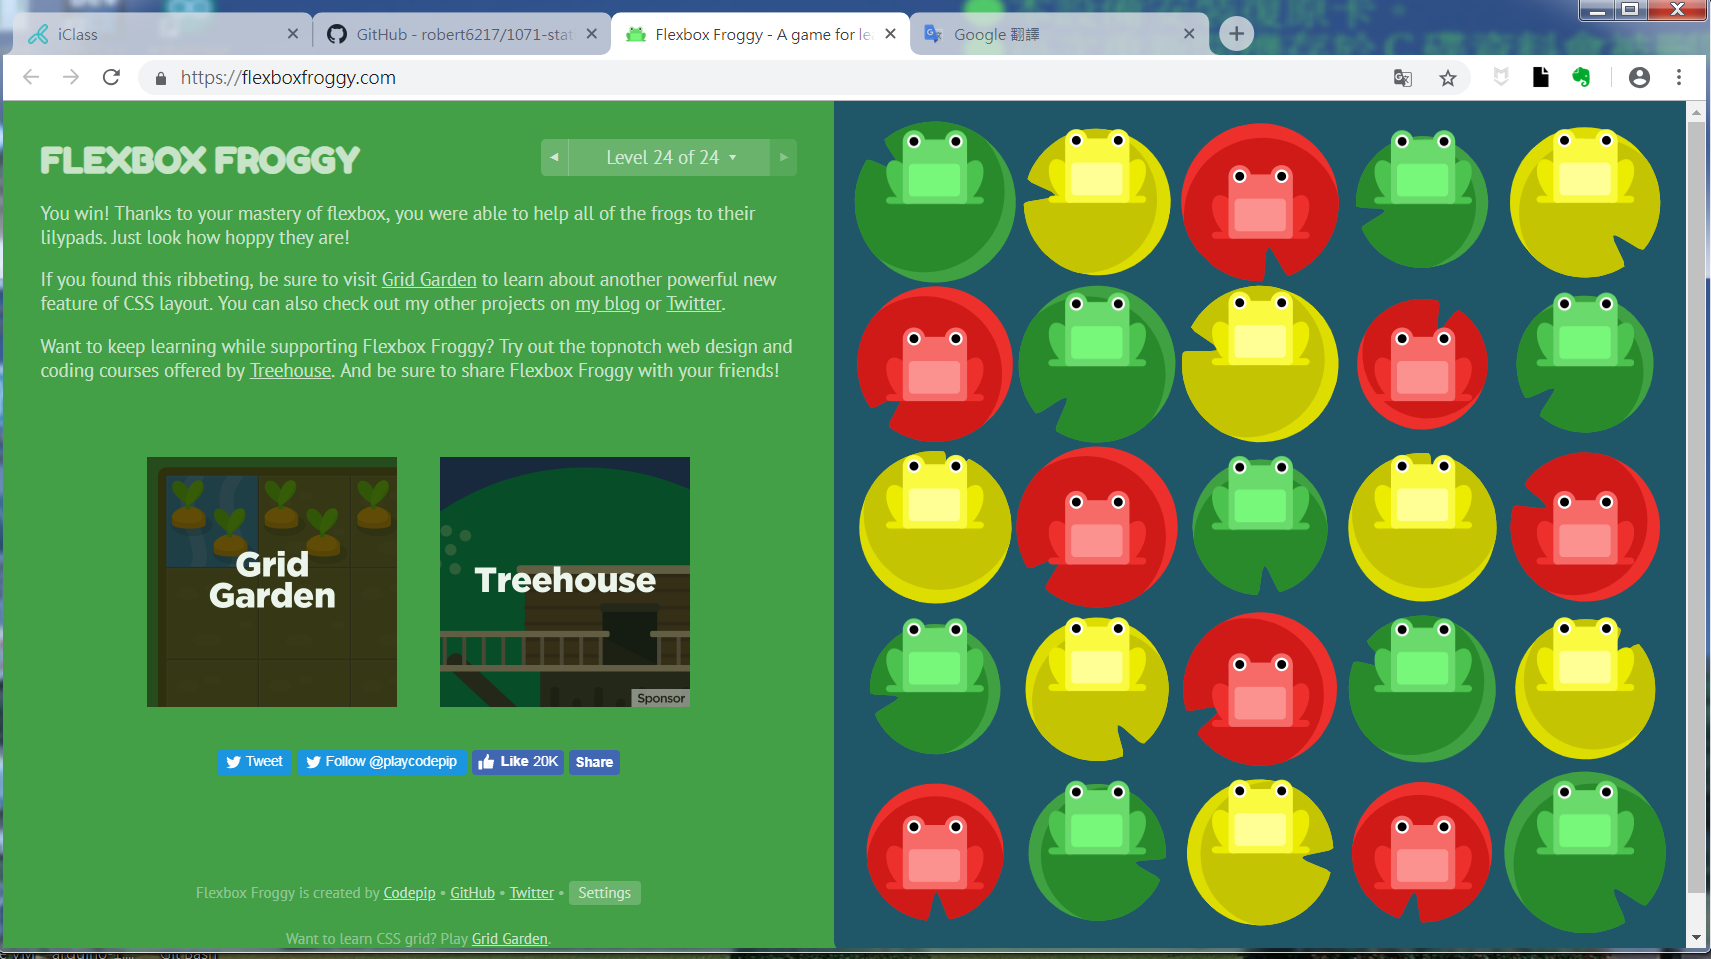 iClass
GitHub - robert6217/1071-stat
Flexbox Froggy - A game for le
Google 翻譯
https://flexboxfroggy.com
FLEXBOX FROGGY
Level 24 of 24
You win! Thanks to your mastery of flexbox, you were able to help all of the frogs to their
lilypads. Just look how hoppy they are!
If you found this ribbeting, be sure to visit Grid Garden to learn about another powerful new
feature of CSS layout. You can also check out my other projects on my blog or Twitter.
Want to keep learning while supporting Flexbox Froggy? Try out the topnotch web design and
coding courses offered by Treehouse. And be sure to share Flexbox Froggy with your friends!
Grid
Garden
Treehouse
Sponsor
Tweet
Follow @playcodepip
Like 20K
Share
Flexbox Froggy is created by Codepip • GitHub • Twitter • Settings
Want to learn CSS grid? Play Grid Garden.